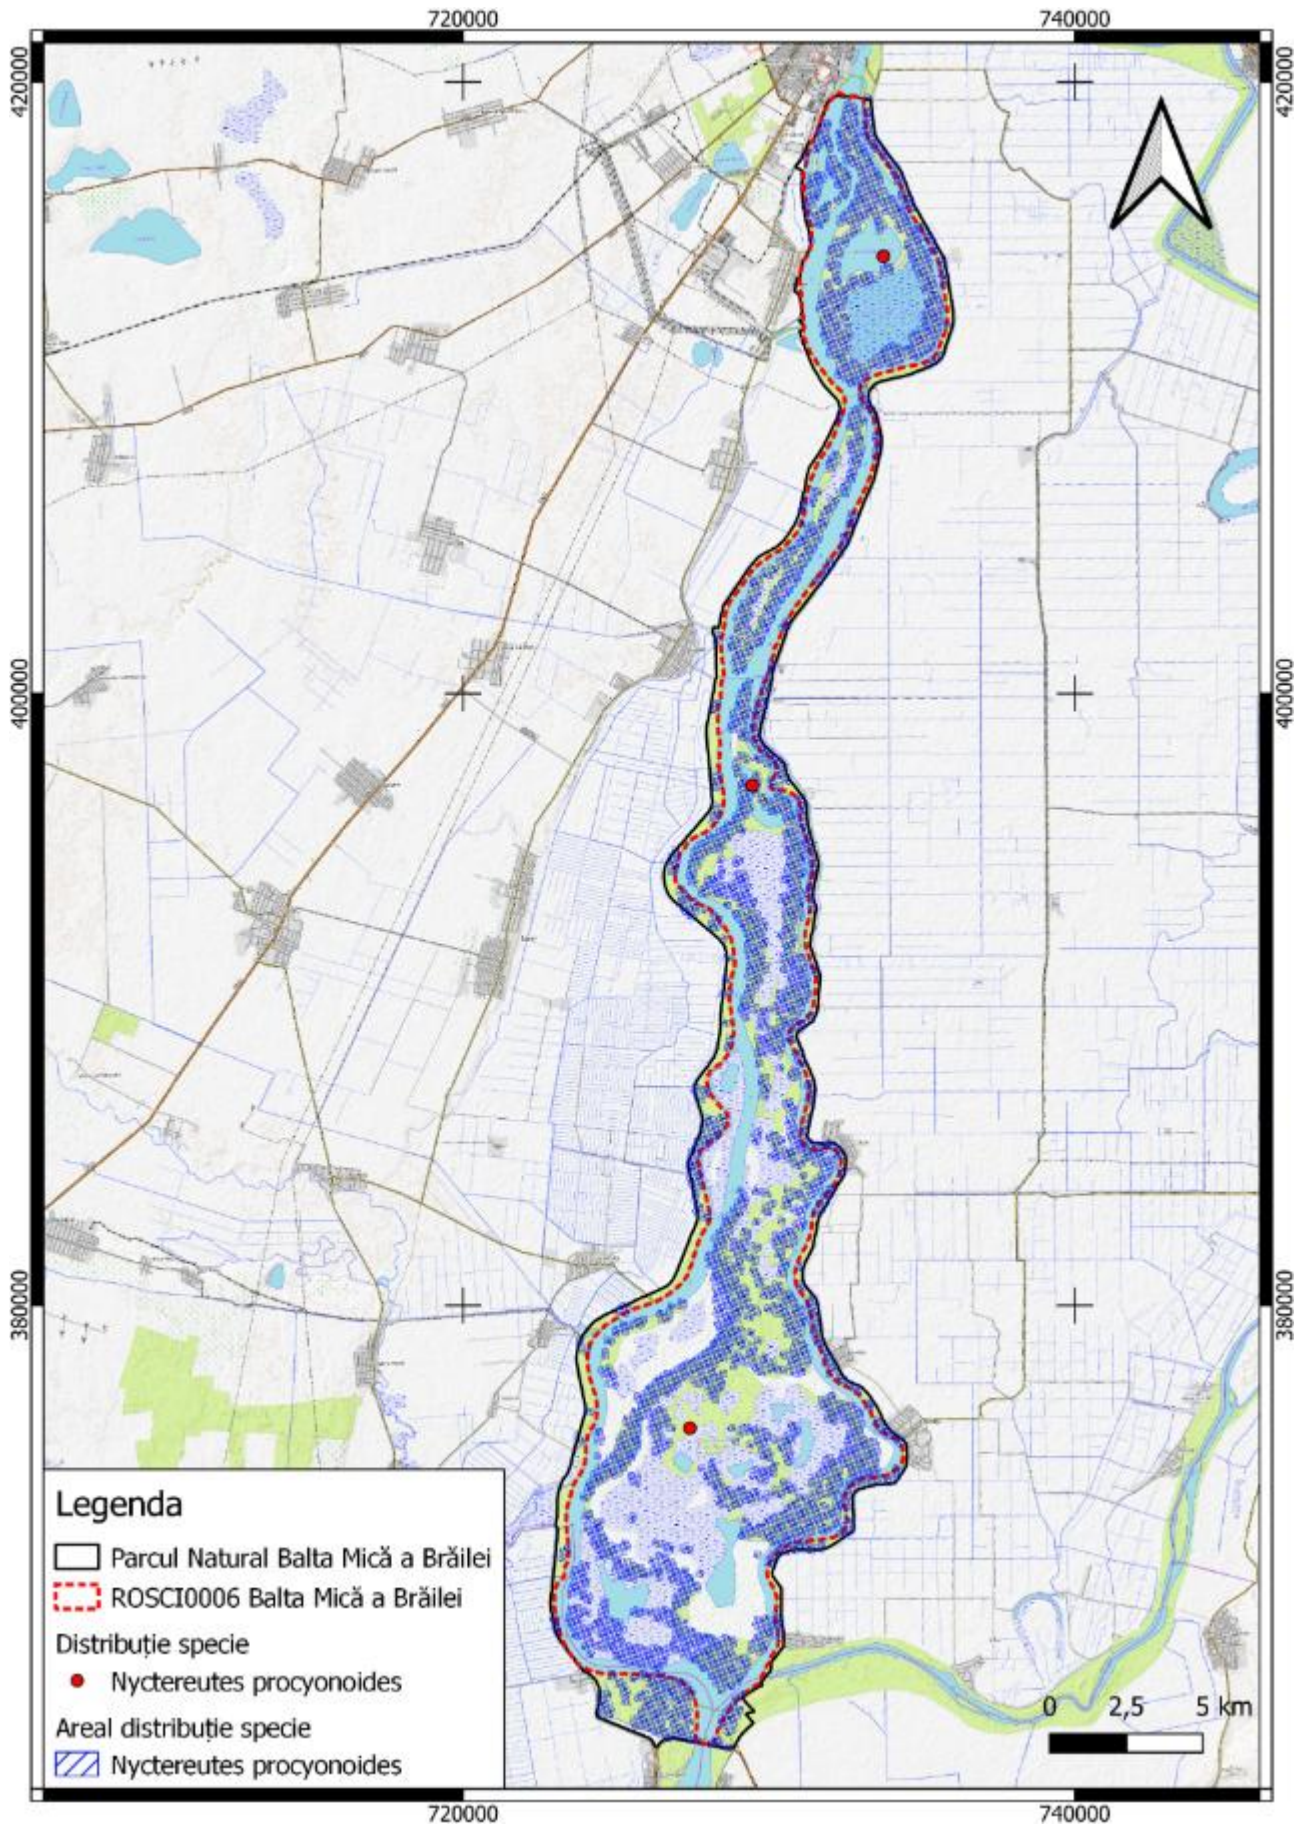 720000
740000
420000
420000
400000
400000
380000
380000
Legenda
Parcul Natural Balta Mică a Brăilei
ROSCI0006 Balta Mică a Brăilei
Distribuție specie
Nyctereutes procyonoides
Areal distribuție specie
Nyctereutes procyonoides
0 2,5 5 km
720000
740000